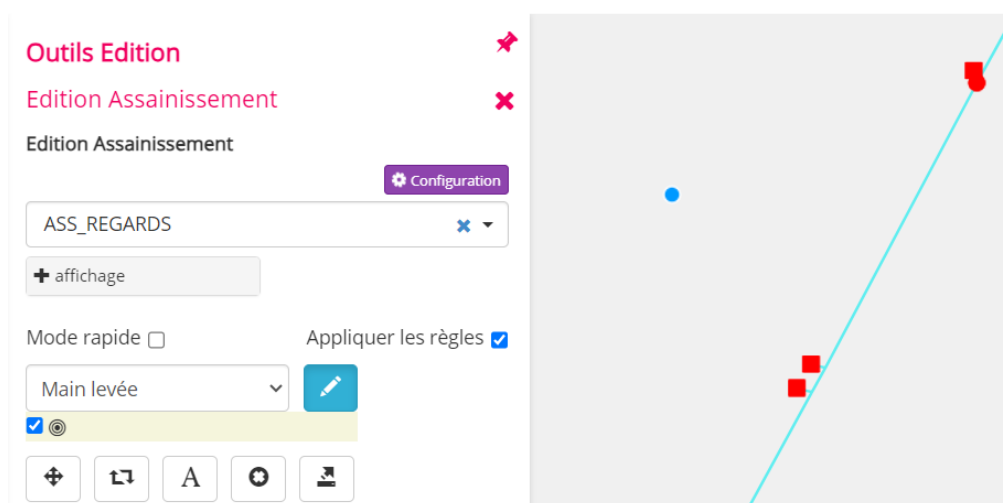 Outils Edition
Edition Assainissement
Edition Assainissement
Configuration
ASS_REGARDS
+ affichage
Mode rapide Appliquer les règles
Main levée
A